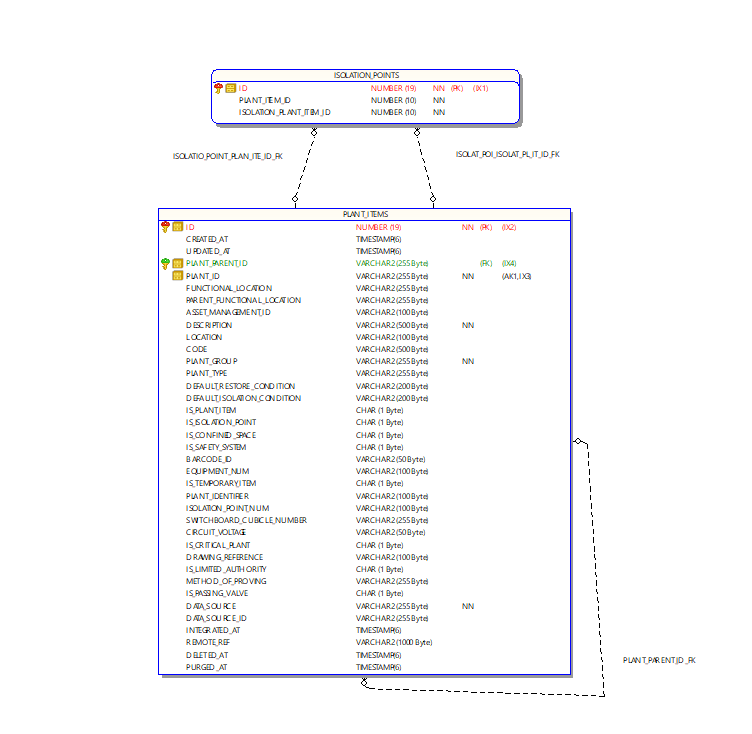 ISOLATION_POINTS
ID NUMBER (19) NN (PK) (IX1)
PLANT_ITEM_ID NUMBER (10) NN
ISOLATION_PLANT_ITEM_ID NUMBER (10) NN
ISOLATIO_POINT_PLAN_ITE_ID_FK
ISOLAT_POI_ISOLAT_PL_IT_ID_FK
PLANT_ITEMS
ID NUMBER (19) NN (PK) (IX2)
CREATED_AT TIMESTAMP(6)
UPDATED_AT TIMESTAMP(6)
PLANT_PARENT_ID VARCHAR2 (255 Byte) (FK) (IX4)
PLANT_ID VARCHAR2 (255 Byte) NN (AK1,IX3)
FUNCTIONAL_LOCATION VARCHAR2 (255 Byte)
PARENT_FUNCTIONAL_LOCATION VARCHAR2 (255 Byte)
ASSET_MANAGEMENT_ID VARCHAR2 (100 Byte)
DESCRIPTION VARCHAR2 (500 Byte) NN
LOCATION VARCHAR2 (100 Byte)
CODE VARCHAR2 (500 Byte)
PLANT_GROUP VARCHAR2 (255 Byte) NN
PLANT_TYPE VARCHAR2 (255 Byte)
DEFAULT_RESTORE_CONDITION VARCHAR2 (200 Byte)
DEFAULT_ISOLATION_CONDITION VARCHAR2 (200 Byte)
IS_PLANT_ITEM CHAR (1 Byte)
IS_ISOLATION_POINT CHAR (1 Byte)
IS_CONFINED_SPACE CHAR (1 Byte)
IS_SAFETY_SYSTEM CHAR (1 Byte)
BARCODE_ID VARCHAR2 (50 Byte)
EQUIPMENT_NUM VARCHAR2 (100 Byte)
IS_TEMPORARY_ITEM CHAR (1 Byte)
PLANT_IDENTIFIER VARCHAR2 (100 Byte)
ISOLATION_POINT_NUM VARCHAR2 (100 Byte)
SWITCHBOARD_CUBICLE_NUMBER VARCHAR2 (255 Byte)
CIRCUIT_VOLTAGE VARCHAR2 (50 Byte)
IS_CRITICAL_PLANT CHAR (1 Byte)
DRAWING_REFERENCE VARCHAR2 (100 Byte)
IS_LIMITED_AUTHORITY CHAR (1 Byte)
METHOD_OF_PROVING VARCHAR2 (255 Byte)
IS_PASSING_VALVE CHAR (1 Byte)
DATA_SOURCE VARCHAR2 (255 Byte) NN
DATA_SOURCE_ID VARCHAR2 (255 Byte)
INTEGRATED_AT TIMESTAMP(6)
REMOTE_REF VARCHAR2 (1000 Byte)
DELETED_AT TIMESTAMP(6)
PURGED_AT TIMESTAMP(6)
PLANT_PARENT_ID_FK